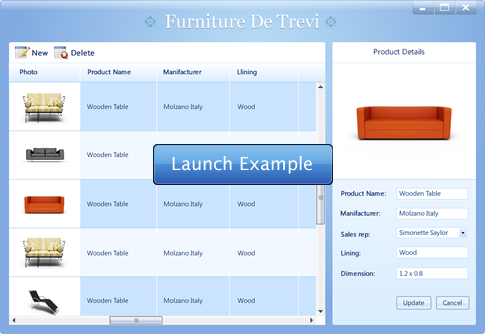 Furniture De Trevi
New Delete
Photo Product Name Manifacturer Llining
Wooden Table Molzano Italy Wood
Wooden Table
Wooden Table Molzano Italy Wood
Wooden Table Molzano Italy Wood
Wooden Table Molzano Italy Wood
Launch Example
Product Details
Product Name: Wooden Table
Manifacturer: Molzano Italy
Sales rep: Simonette Saylor
Lining: Wood
Dimension: 1.2 x 0.8
Update Cancel